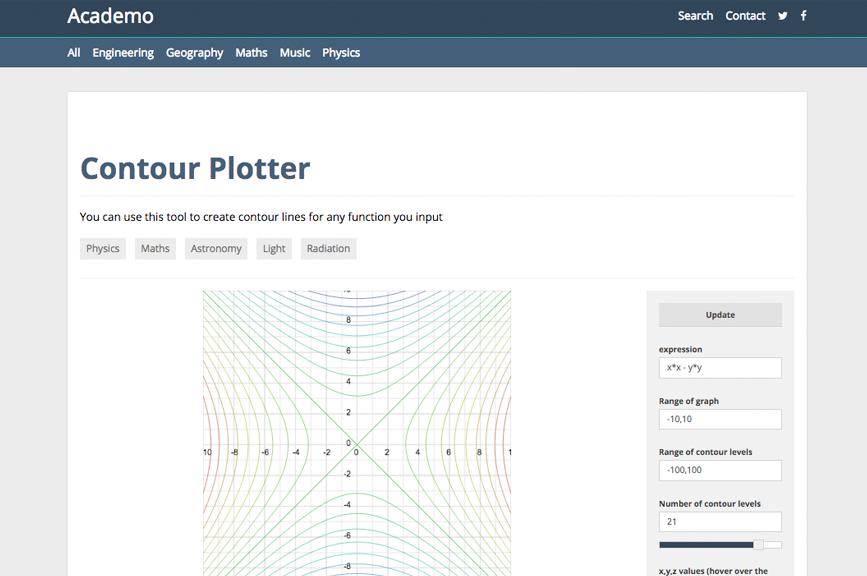 Academo
Search Contact
All Engineering Geography Maths Music Physics
Contour Plotter
You can use this tool to create contour lines for any function you input
Physics Maths Astronomy Light Radiation
Update
expression
x*x - y*y
Range of graph
-10,10
Range of contour levels
-100,100
Number of contour levels
21
x,y,z values (hover over the
8
6
4
2
0
10 -8 -6 -4 -2 0 2 4 6 8 1
-2
-4
-6
-8